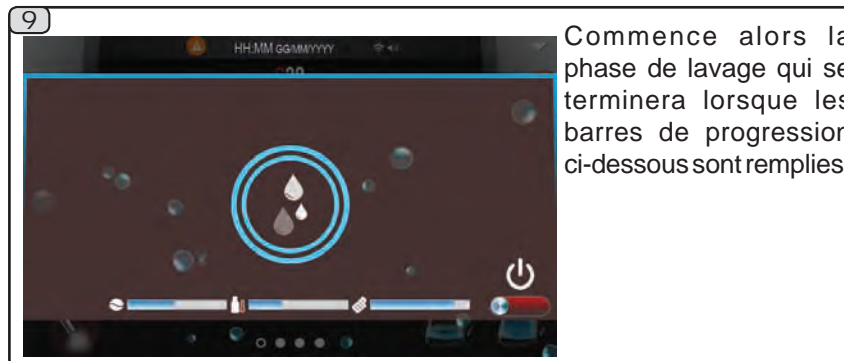 9
HH:MM GG/MM/YYYY
Commence alors la
phase de lavage qui se
terminera lorsque les
barres de progression
ci-dessous sont remplies